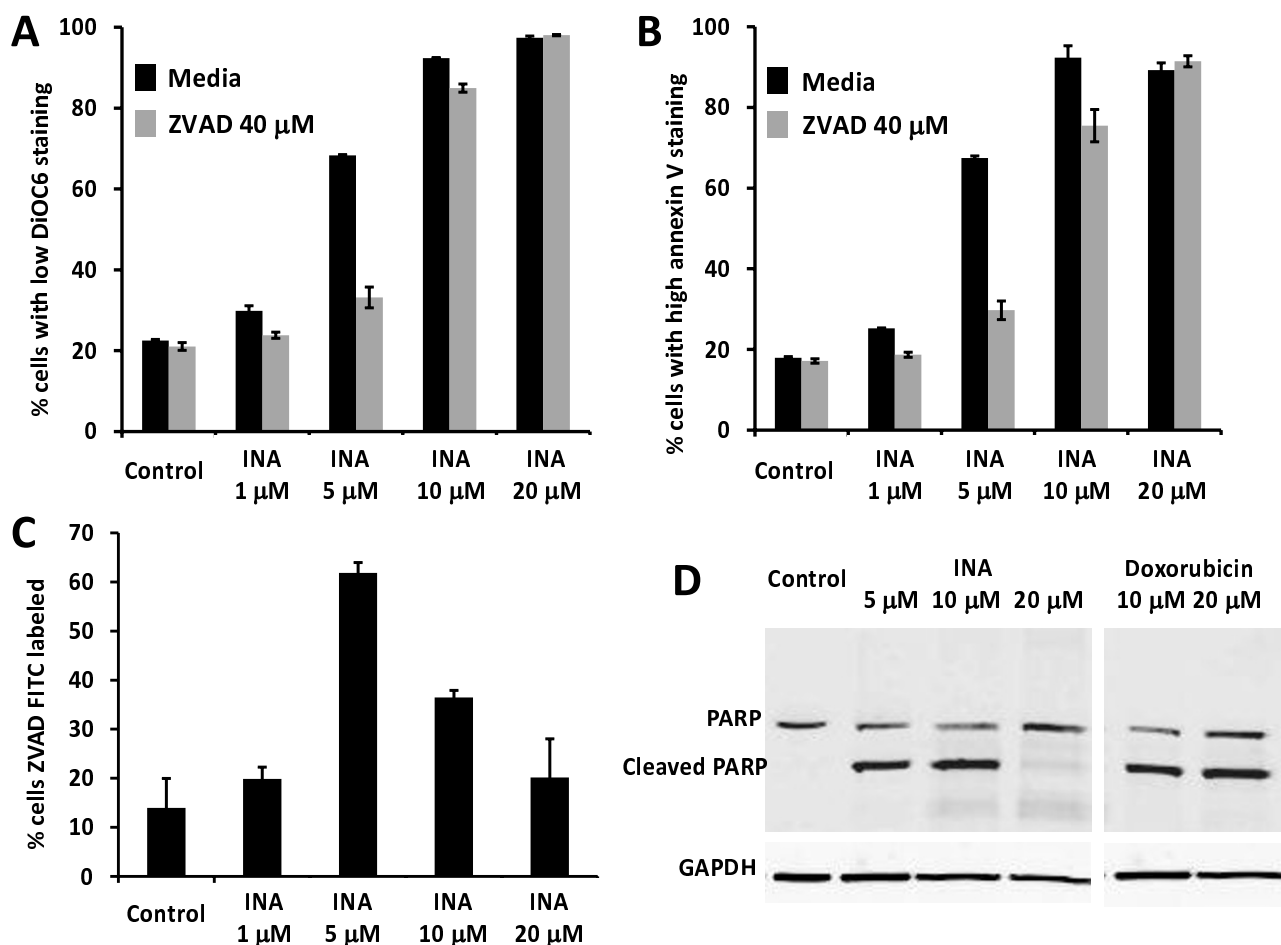 A
% cells with low DiOC6 staining
100
80
60
40
20
0
Media
ZVAD 40 µM
Control
INA
1 µM
INA
5 µM
INA
10 µM
INA
20 µM
B
% cells with high annexin V staining
100
80
60
40
20
0
Media
ZVAD 40 µM
Control
INA
1 µM
INA
5 µM
INA
10 µM
INA
20 µM
C
% cells ZVAD FITC labeled
70
60
50
40
30
20
10
0
Control
INA
1 µM
INA
5 µM
INA
10 µM
INA
20 µM
D
Control
INA
5 µM 10 µM 20 µM
Doxorubicin
10 µM 20 µM
PARP
Cleaved PARP
GAPDH